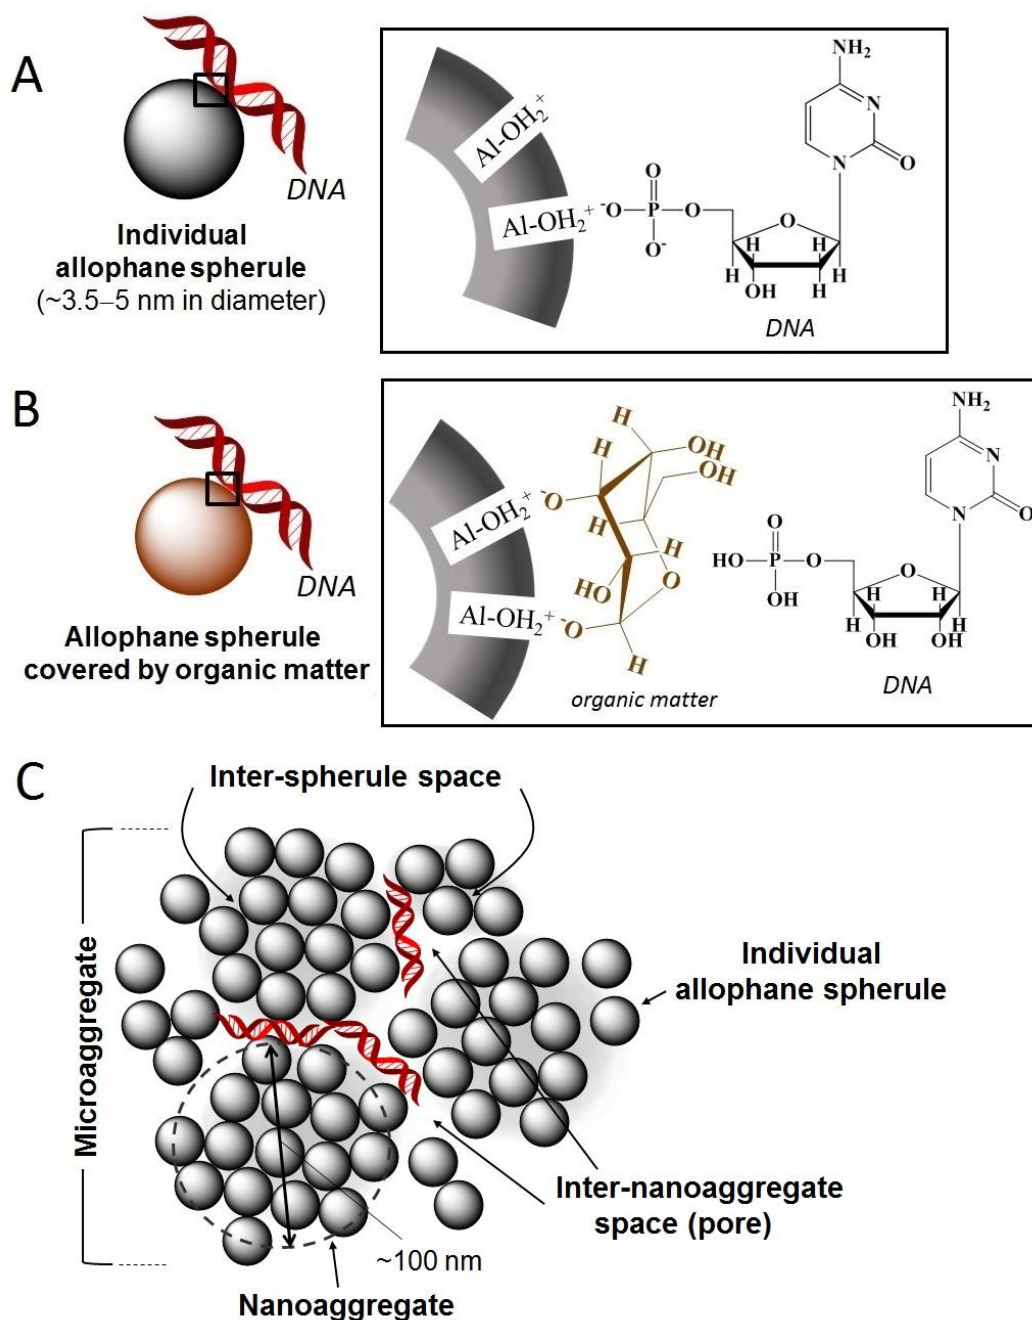 A
DNA
Individual
allophane spherule
(~3.5–5 nm in diameter)
Al-OH₂⁺
Al-OH₂⁺
⁻O
O
P
O⁻
O
O
H
H
H
H
OH
H
N
N
O
NH₂
DNA
B
DNA
Allophane spherule
covered by organic matter
Al-OH₂⁺
Al-OH₂⁺
⁻O
⁻O
H
H
OH
OH
H
H
HO
O
H
organic matter
HO
O
P
OH
O
O
H
H
H
H
OH
OH
N
N
O
NH₂
DNA
C
Inter-spherule space
Microaggregate
Individual
allophane spherule
Inter-nanoaggregate
space (pore)
~100 nm
Nanoaggregate